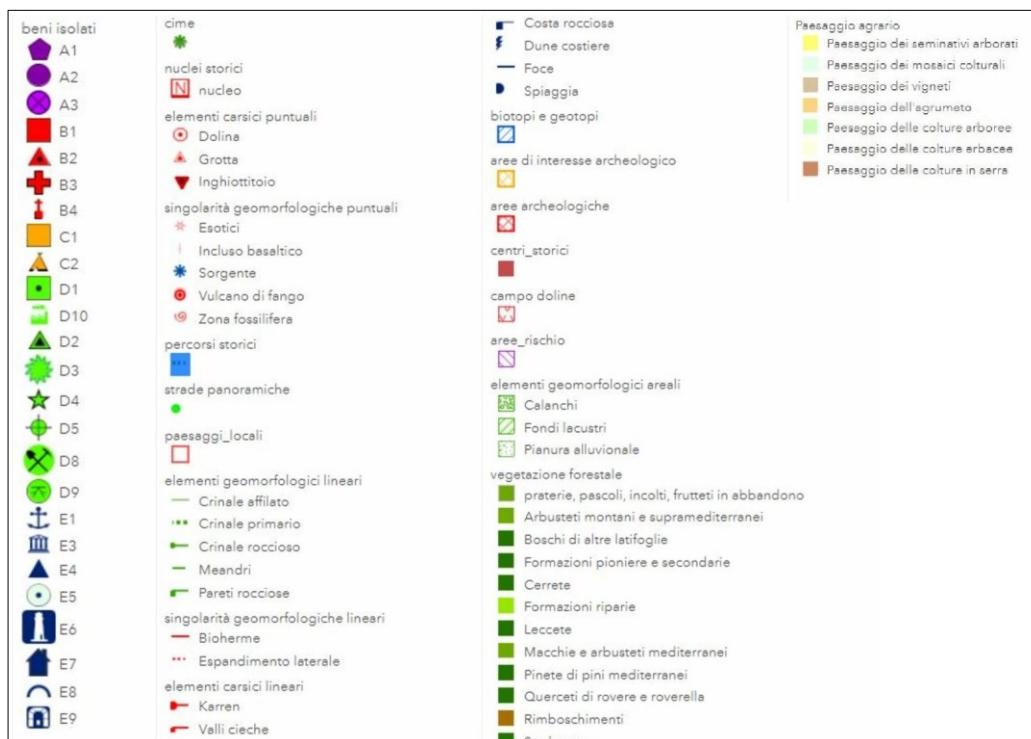 beni isolati
A1
A2
A3
B1
B2
B3
B4
C1
C2
D1
D10
D2
D3
D4
D5
D8
D9
E1
E3
E4
E5
E6
E7
E8
E9
cime
nuclei storici
N nucleo
elementi carsici puntuali
Dolina
Grotta
Inghiottitoio
singolarità geomorfologiche puntuali
Esotici
Incluso basaltico
Sorgente
Vulcano di fango
Zona fossilifera
percorsi storici
strade panoramiche
paesaggi_locali
elementi geomorfologici lineari
Crinale affilato
Crinale primario
Crinale roccioso
Meandri
Pareti rocciose
singolarità geomorfologiche lineari
Bioherme
Espandimento laterale
elementi carsici lineari
Karren
Valli cieche
Costa rocciosa
Dune costiere
Foce
Spiaggia
biotopi e geotopi
aree di interesse archeologico
aree archeologiche
centri_storici
campo doline
aree_rischio
elementi geomorfologici areali
Calanchi
Fondi lacustri
Pianura alluvionale
vegetazione forestale
praterie, pascoli, incolti, frutteti in abbandono
Arbusteti montani e supramediterranei
Boschi di altre latifoglie
Formazioni pioniere e secondarie
Cerrete
Formazioni riparie
Leccete
Macchie e arbusteti mediterranei
Pinete di pini mediterranei
Querceti di rovere e roverella
Rimboschimenti
Paesaggio agrario
Paesaggio dei seminativi arborati
Paesaggio dei mosaici colturali
Paesaggio dei vigneti
Paesaggio dell'agrumeto
Paesaggio delle colture arboree
Paesaggio delle colture erbacee
Paesaggio delle colture in serra